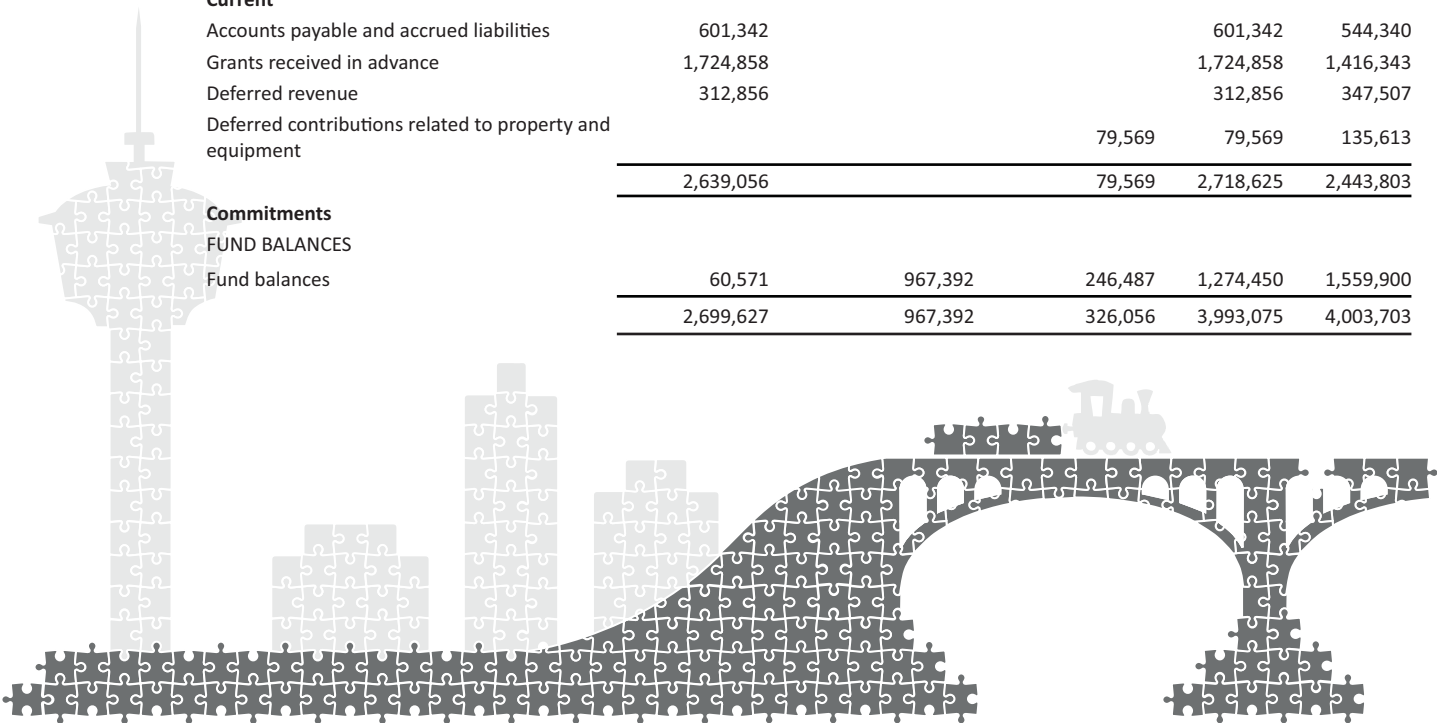 Current
Accounts payable and accrued liabilities 601,342 601,342 544,340
Grants received in advance 1,724,858 1,724,858 1,416,343
Deferred revenue 312,856 312,856 347,507
Deferred contributions related to property and
equipment 79,569 79,569 135,613
2,639,056 79,569 2,718,625 2,443,803
Commitments
FUND BALANCES
Fund balances 60,571 967,392 246,487 1,274,450 1,559,900
2,699,627 967,392 326,056 3,993,075 4,003,703